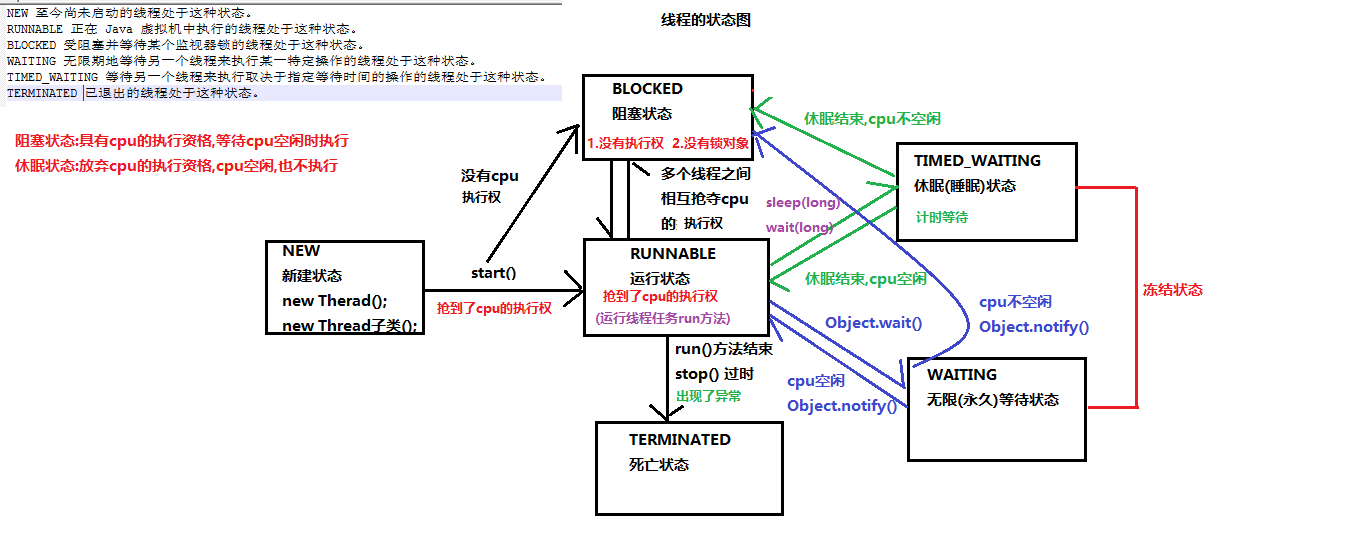 NEW 至今尚未启动的线程处于这种状态。
RUNNABLE 正在 Java 虚拟机中执行的线程处于这种状态。
BLOCKED 受阻塞并等待某个监视器锁的线程处于这种状态。
WAITING 无限期地等待另一个线程来执行某一特定操作的线程处于这种状态。
TIMED_WAITING 等待另一个线程来执行取决于指定等待时间的操作的线程处于这种状态。
TERMINATED 已退出的线程处于这种状态。
线程的状态图
阻塞状态:具有cpu的执行资格,等待cpu空闲时执行
休眠状态:放弃cpu的执行资格,cpu空闲,也不执行
BLOCKED
阻塞状态
1.没有执行权 2.没有锁对象
休眠结束,cpu不空闲
TIMED_WAITING
休眠(睡眠)状态
计时等待
没有cpu
执行权
多个线程之间
相互抢夺cpu
的 执行权
sleep(long)
wait(long)
NEW
新建状态
new Therad();
new Thread子类();
start()
抢到了cpu的执行权
RUNNABLE
运行状态
抢到了cpu的执行权
(运行线程任务run方法)
休眠结束,cpu空闲
冻结状态
Object.wait()
cpu不空闲
Object.notify()
run()方法结束
stop() 过时
出现了异常
cpu空闲
Object.notify()
WAITING
无限(永久)等待状态
TERMINATED
死亡状态